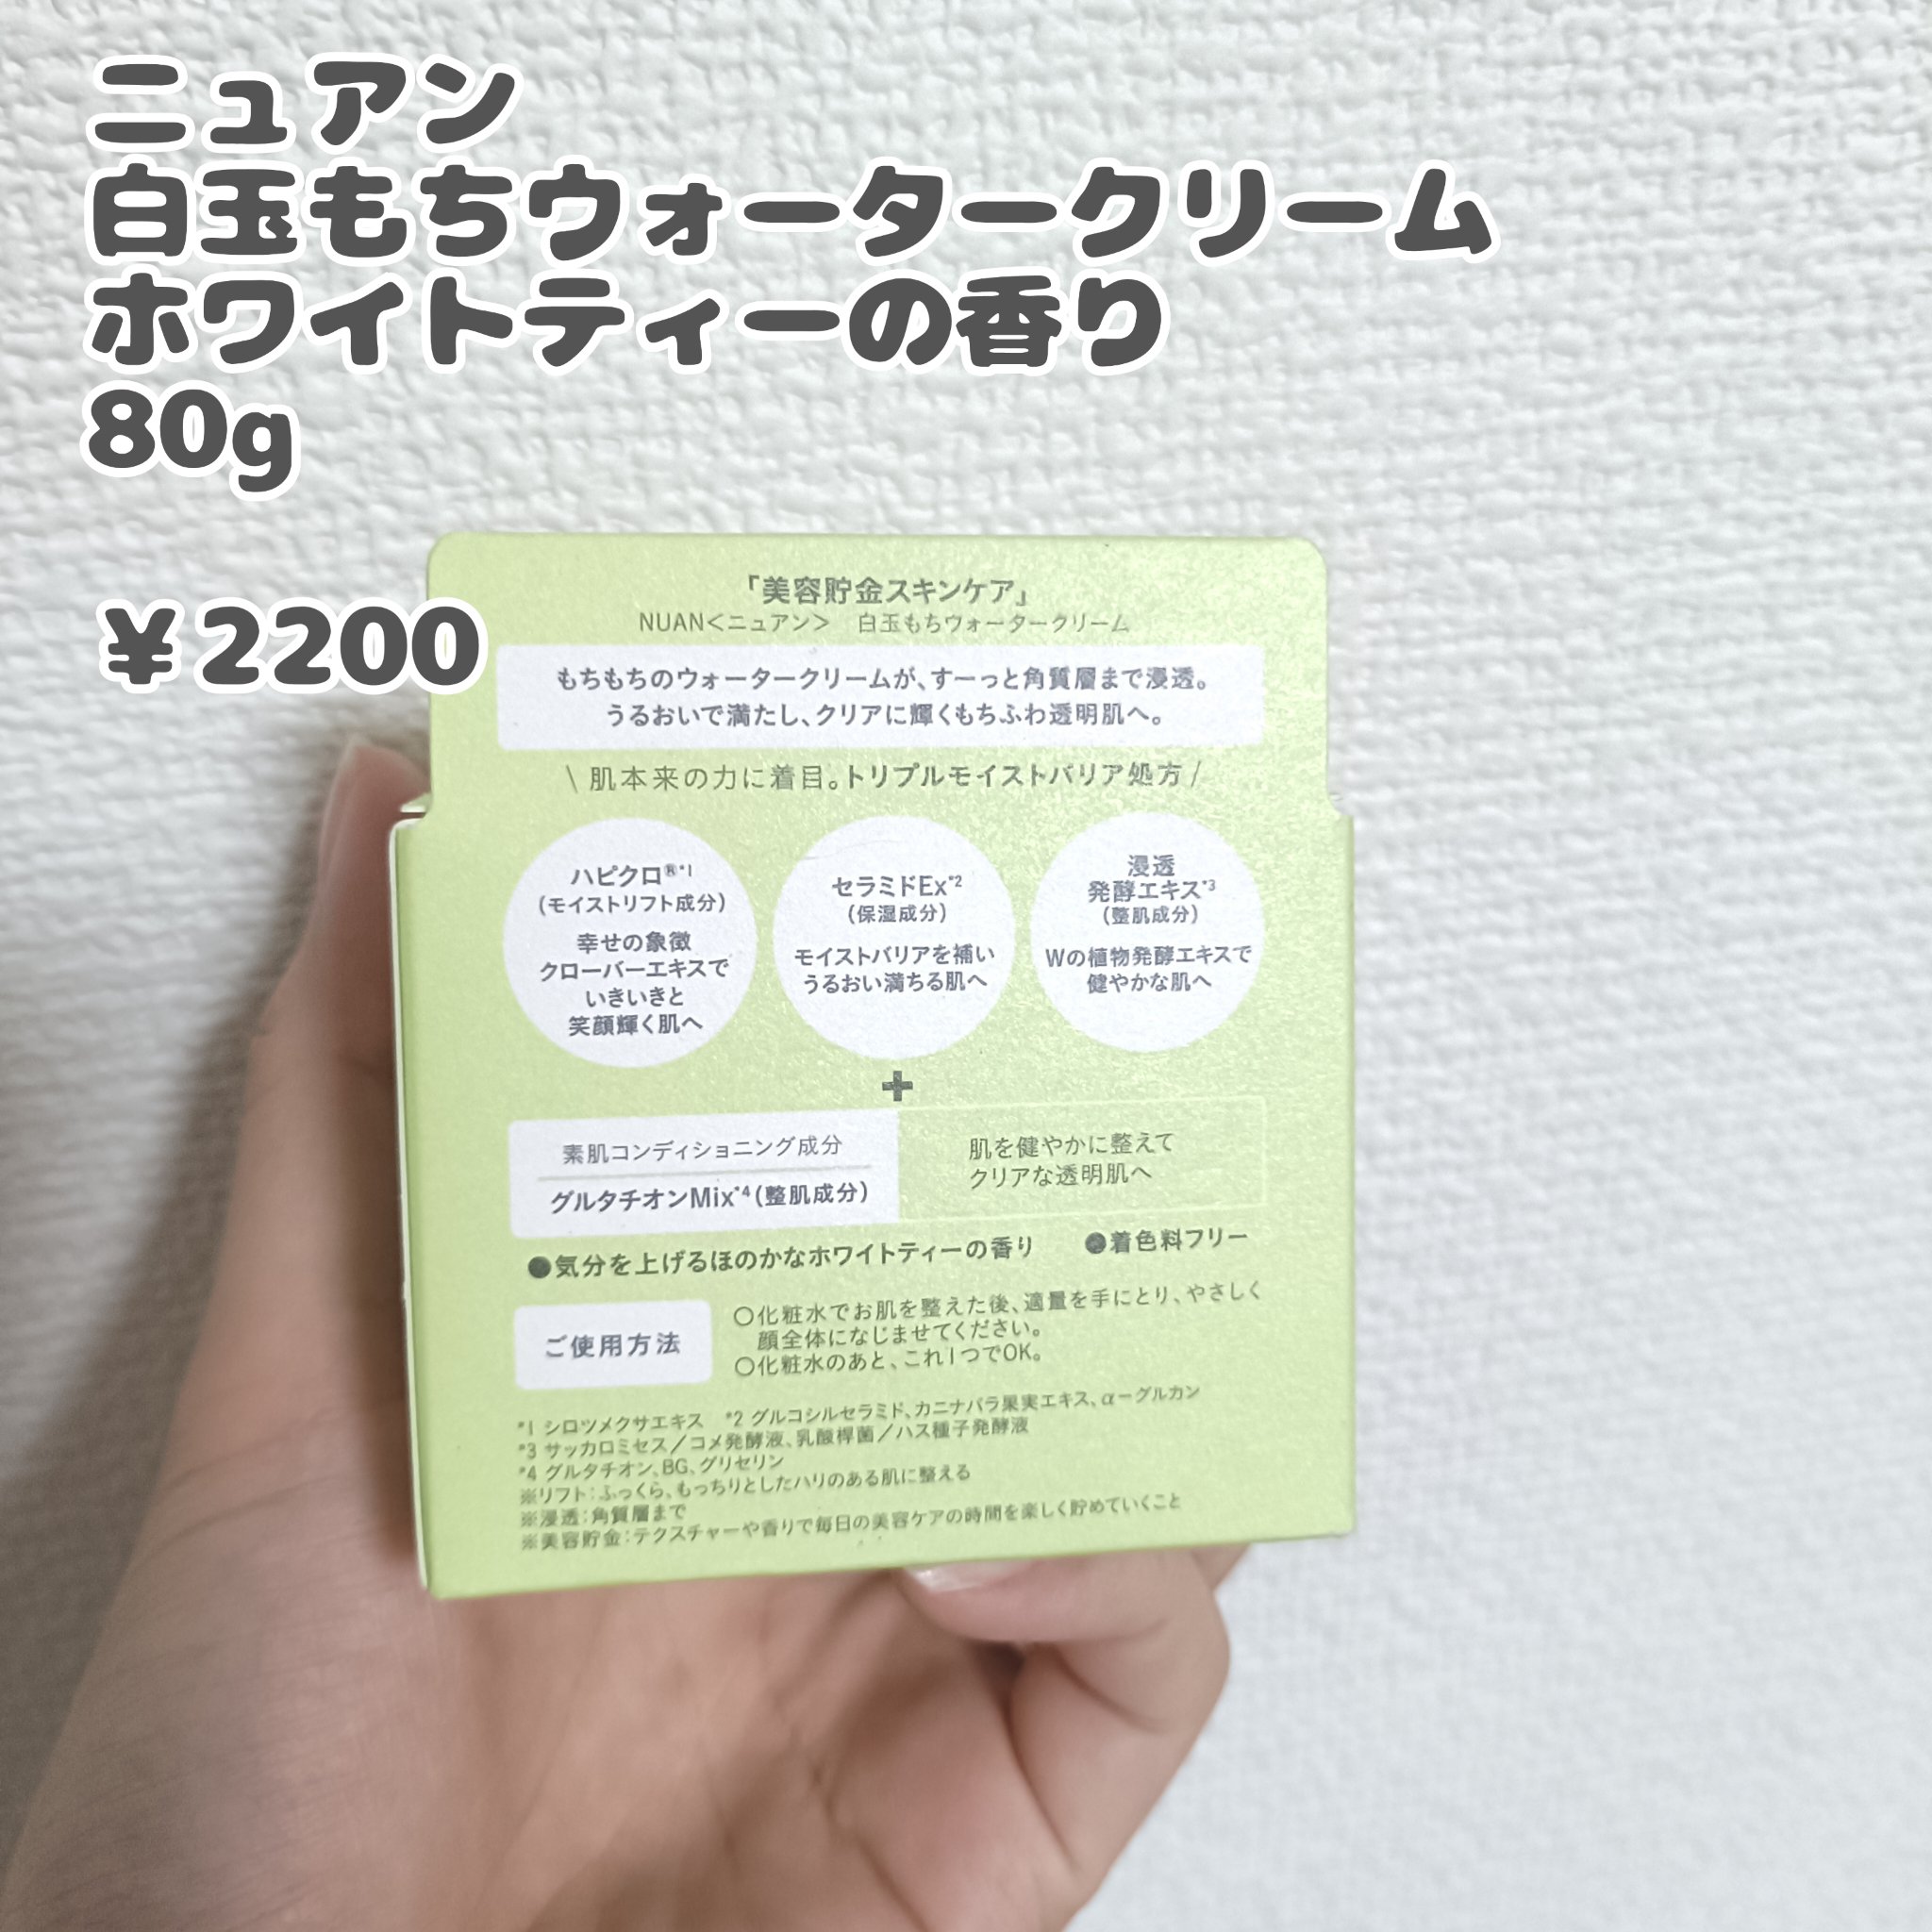 ニュアン
白玉もちウォータークリーム
ホワイトティーの香り
80g
￥2200
「美容貯金スキンケア」
NUAN＜ニュアン＞　白玉もちウォータークリーム
もちもちのウォータークリームが、すーっと角質層まで浸透。
うるおいで満たし、クリアに輝くもちふわ透明肌へ。
\ 肌本来の力に着目。トリプルモイストバリア処方 /
ハピクロ®*1
(モイストリフト成分)
幸せの象徴
クローバーエキスで
いきいきと
笑顔輝く肌へ
セラミドEx*2
(保湿成分)
モイストバリアを補い
うるおい満ちる肌へ
浸透
発酵エキス*3
(整肌成分)
Wの植物発酵エキスで
健やかな肌へ
+
素肌コンディショニング成分
グルタチオンMix*4(整肌成分)
肌を健やかに整えて
クリアな透明肌へ
●気分を上げるほのかなホワイトティーの香り　●着色料フリー
ご使用方法
○化粧水でお肌を整えた後、適量を手にとり、やさしく
顔全体になじませてください。
○化粧水のあと、これ1つでOK。
*1 シロツメクサエキス　*2 グルコシルセラミド、カニナバラ果実エキス、α－グルカン
*3 サッカロミセス／コメ発酵液、乳酸桿菌／ハス種子発酵液
*4 グルタチオン、BG、グリセリン
※リフト：ふっくら、もっちりとしたハリのある肌に整える
※浸透：角質層まで
※美容貯金：テクスチャーや香りで毎日の美容ケアの時間を楽しく貯めていくこと